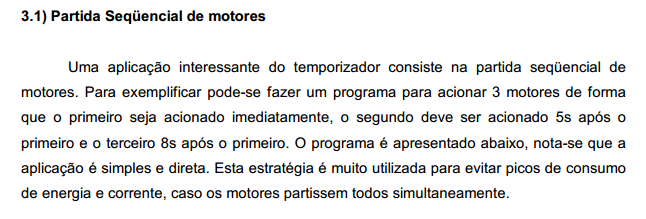 3.1) Partida Seqüencial de motores
Uma aplicação interessante do temporizador consiste na partida seqüencial de
motores. Para exemplificar pode-se fazer um programa para acionar 3 motores de forma
que o primeiro seja acionado imediatamente, o segundo deve ser acionado 5s após o
primeiro e o terceiro 8s após o primeiro. O programa é apresentado abaixo, nota-se que a
aplicação é simples e direta. Esta estratégia é muito utilizada para evitar picos de consumo
de energia e corrente, caso os motores partissem todos simultaneamente.